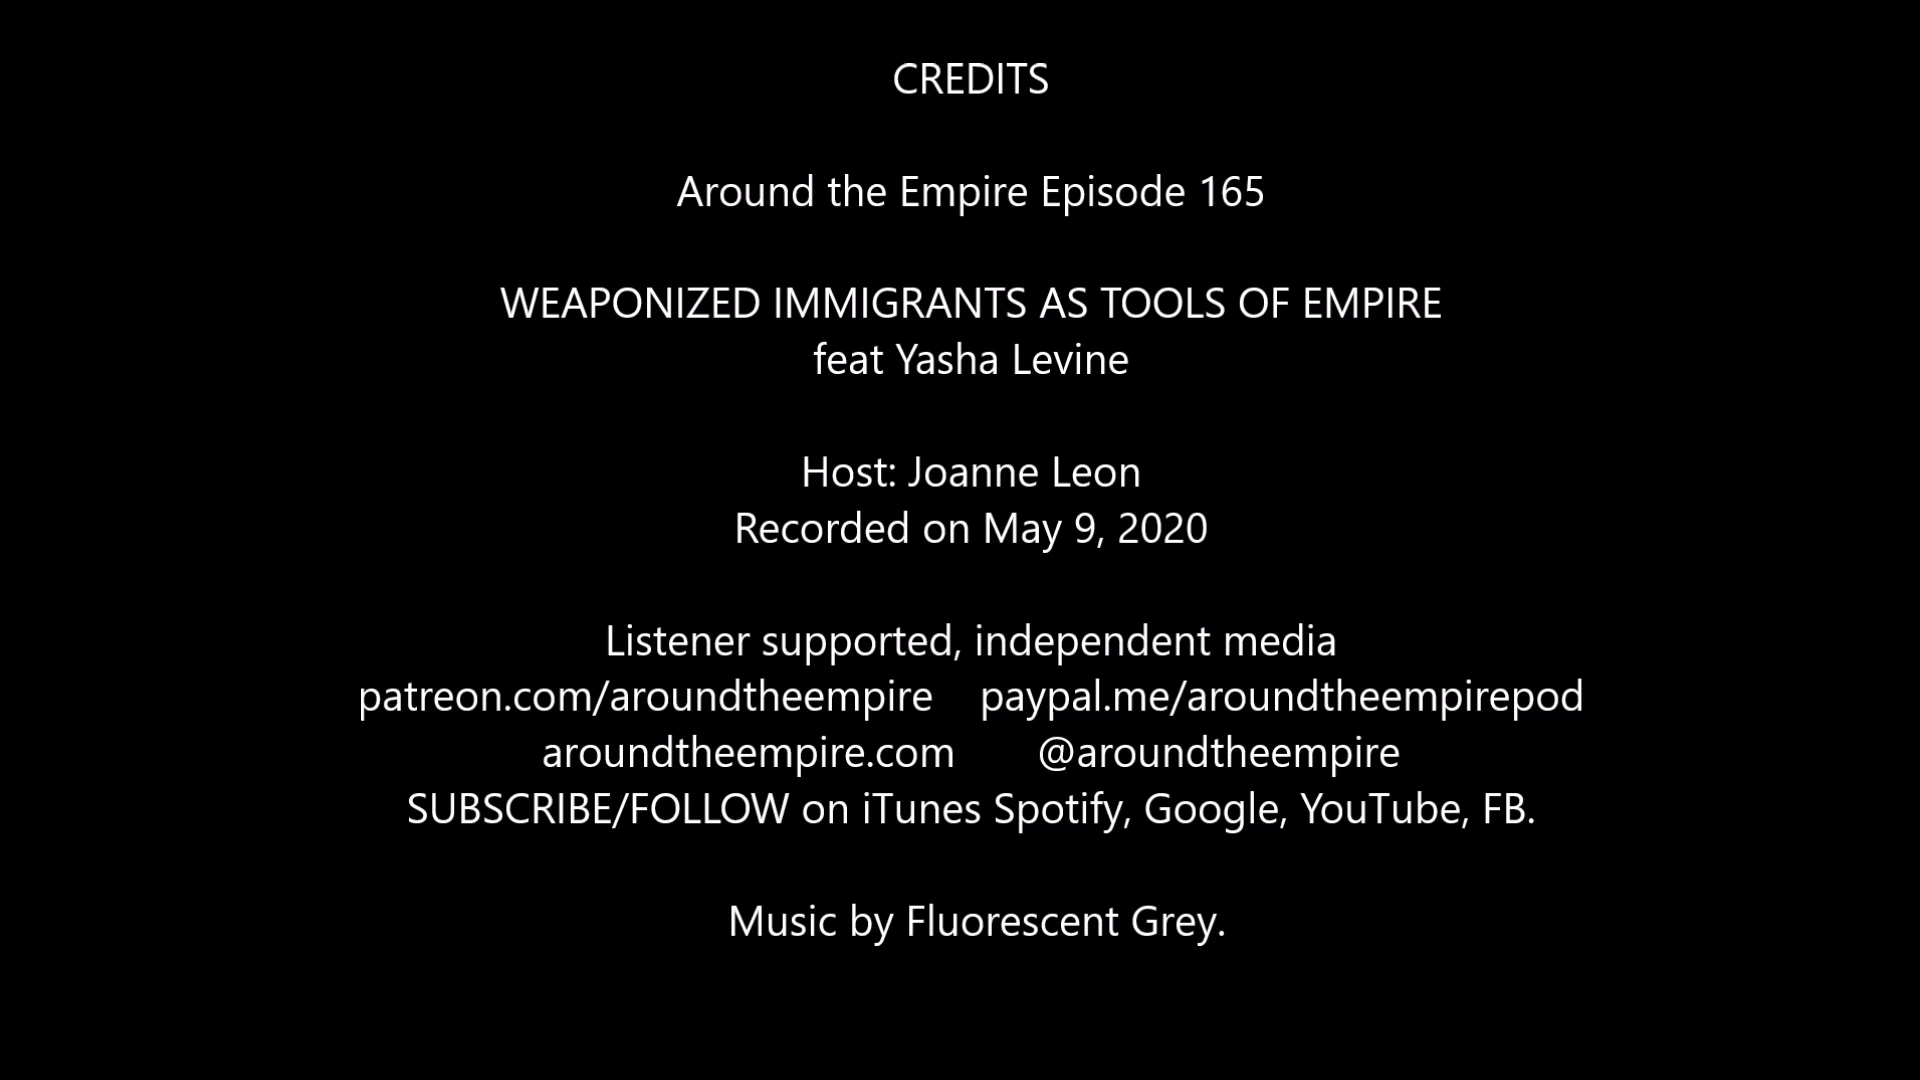 CREDITS
Around the Empire Episode 165
WEAPONIZED IMMIGRANTS AS TOOLS OF EMPIRE
feat Yasha Levine
Host: Joanne Leon
Recorded on May 9, 2020
Listener supported, independent media
patreon.com/aroundtheempire paypal.me/aroundtheempirepod
aroundtheempire.com @aroundtheempire
SUBSCRIBE/FOLLOW on iTunes Spotify, Google, YouTube, FB.
Music by Fluorescent Grey.